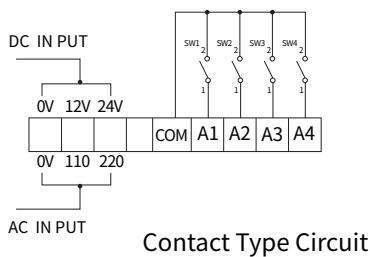 DC IN PUT
SW1 2 SW2 2 SW3 2 SW4 2
1 1 1 1
0V 12V 24V
COM A1 A2 A3 A4
0V 110 220
AC IN PUT
Contact Type Circuit